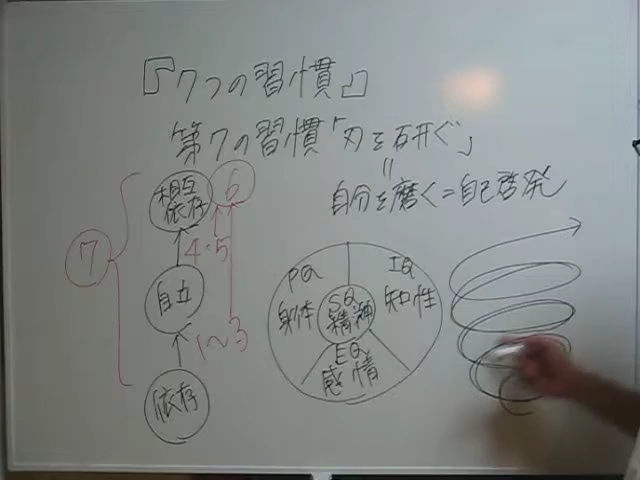 『7つの習慣』
第7の習慣「刃を研ぐ」
=
自分を磨く=自己啓発
相互
依存
6
4・5
7
自立
1〜3
依存
PQ
身体
IQ
知性
SQ
精神
EQ
感情